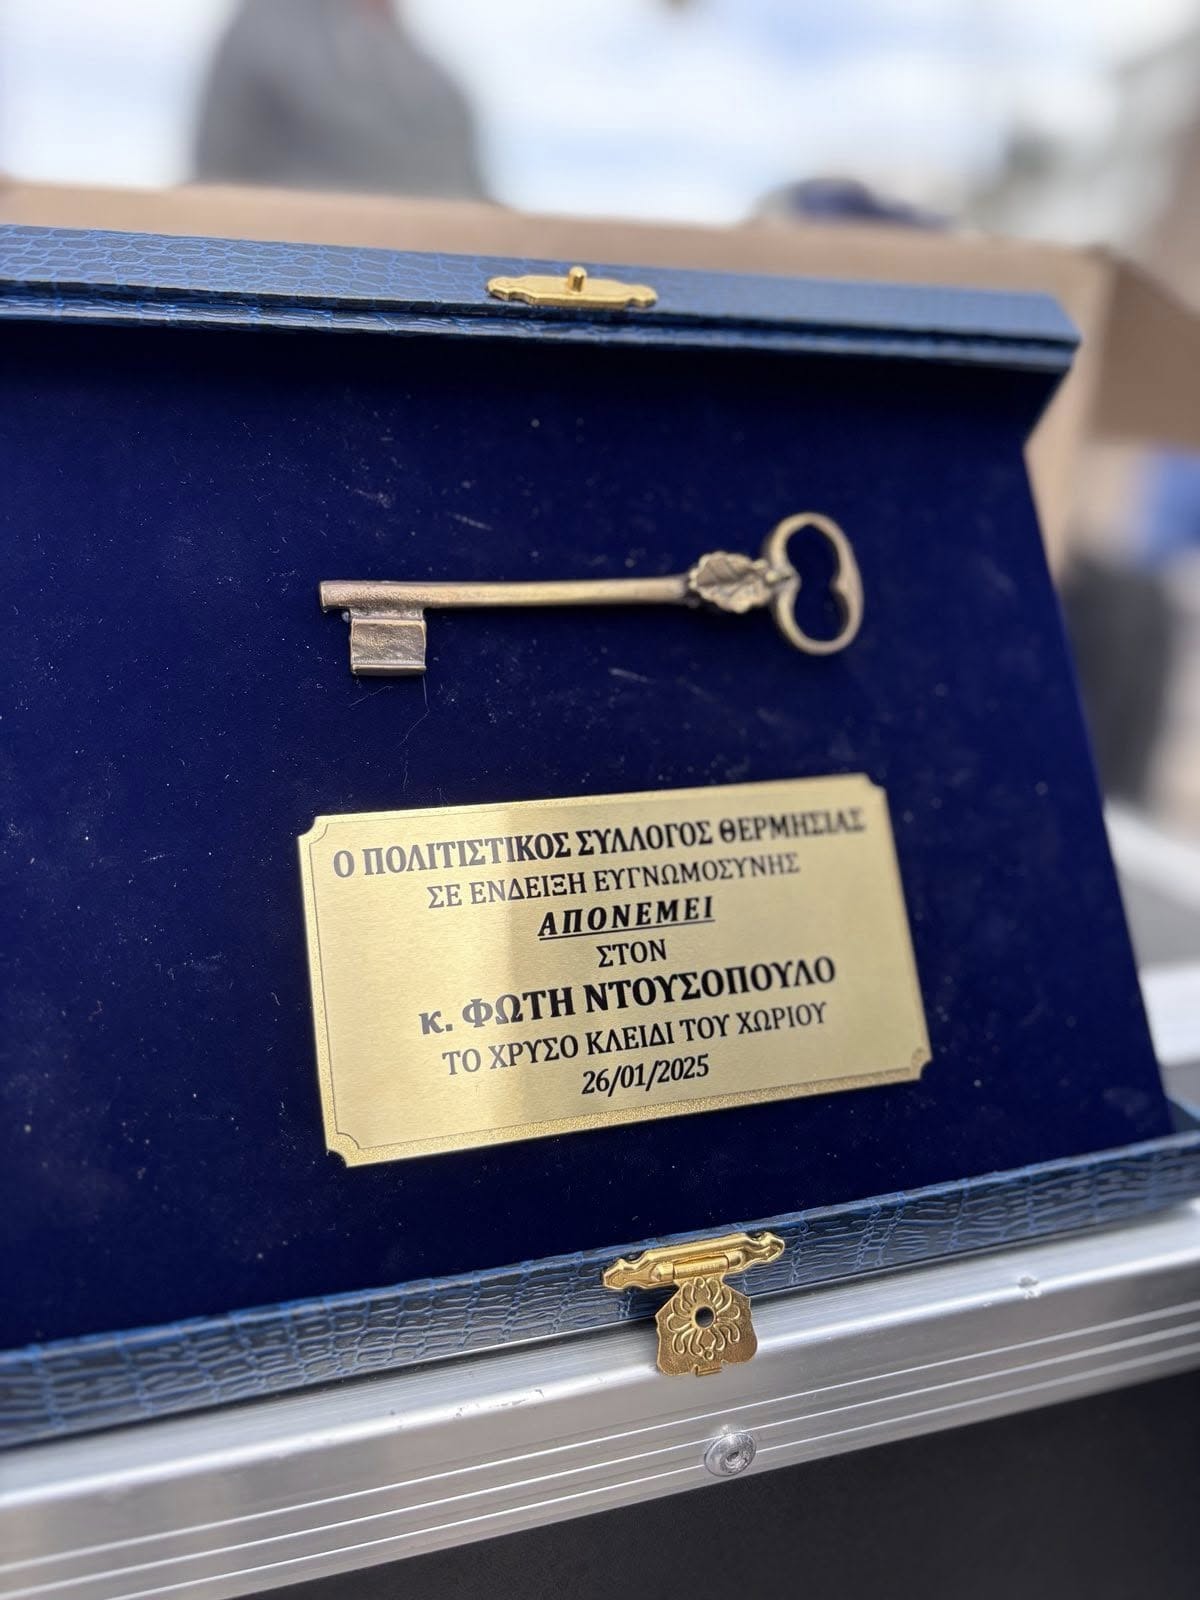 Ο ΠΟΛΙΤΙΣΤΙΚΟΣ ΣΥΛΛΟΓΟΣ ΘΕΡΜΗΣΙΑΣ
ΣΕ ΕΝΔΕΙΞΗ ΕΥΓΝΩΜΟΣΥΝΗΣ
ΑΠΟΝΕΜΕΙ
ΣΤΟΝ
κ. ΦΩΤΗ ΝΤΟΥΣΟΠΟΥΛΟ
ΤΟ ΧΡΥΣΟ ΚΛΕΙΔΙ ΤΟΥ ΧΩΡΙΟΥ
26/01/2025